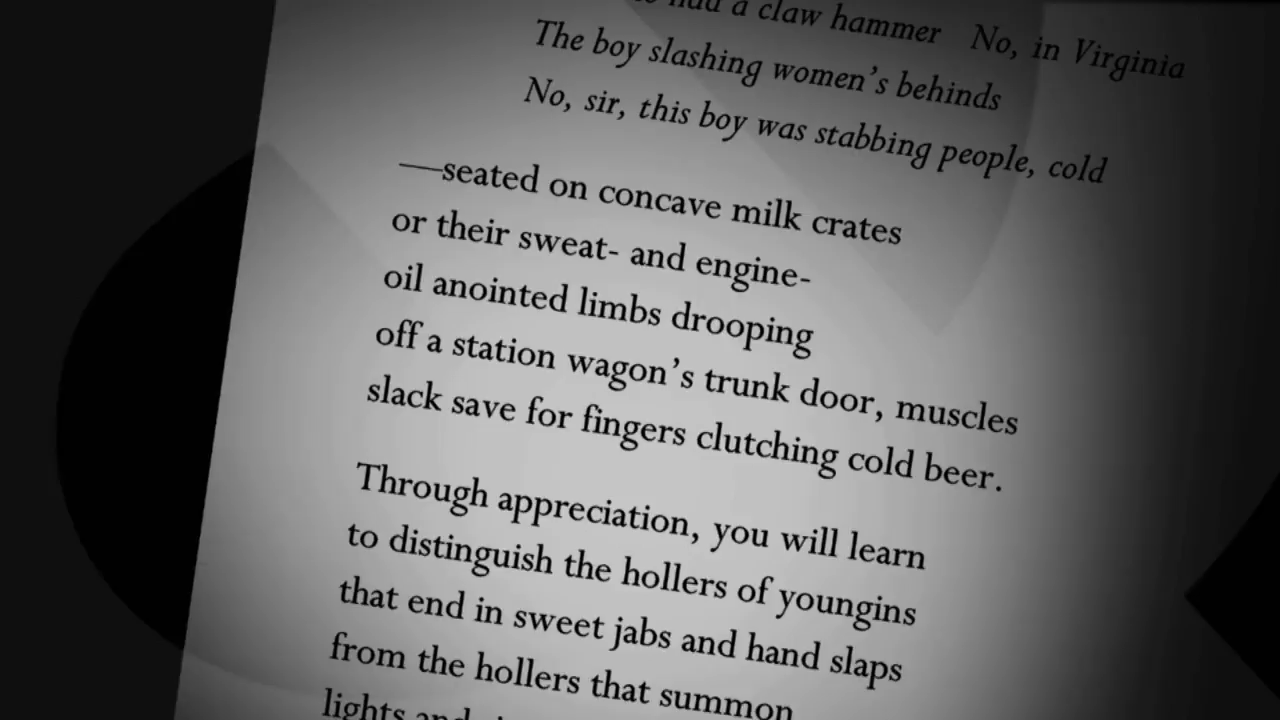 had a claw hammer No, in Virginia
The boy slashing women’s behinds
No, sir, this boy was stabbing people, cold
—seated on concave milk crates
or their sweat- and engine-
oil anointed limbs drooping
off a station wagon’s trunk door, muscles
slack save for fingers clutching cold beer.
Through appreciation, you will learn
to distinguish the hollers of youngins
that end in sweet jabs and hand slaps
from the hollers that summon
lights and